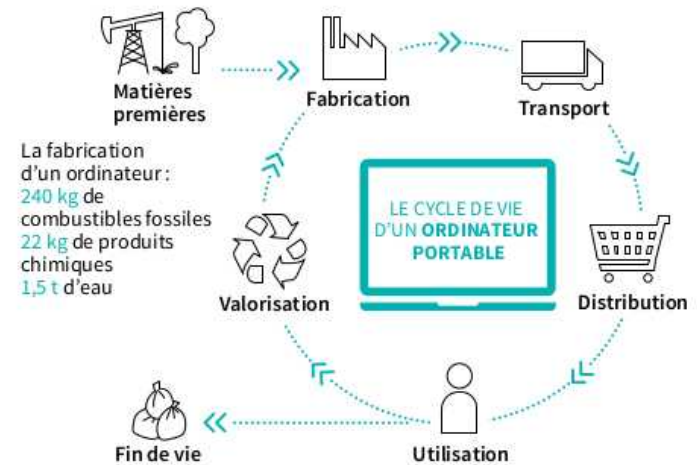 Matières
premières
Fabrication
Transport
La fabrication
d'un ordinateur :
240 kg de
combustibles fossiles
22 kg de produits
chimiques
1,5 t d'eau
LE CYCLE DE VIE
D'UN ORDINATEUR
PORTABLE
Valorisation
Distribution
Fin de vie
Utilisation